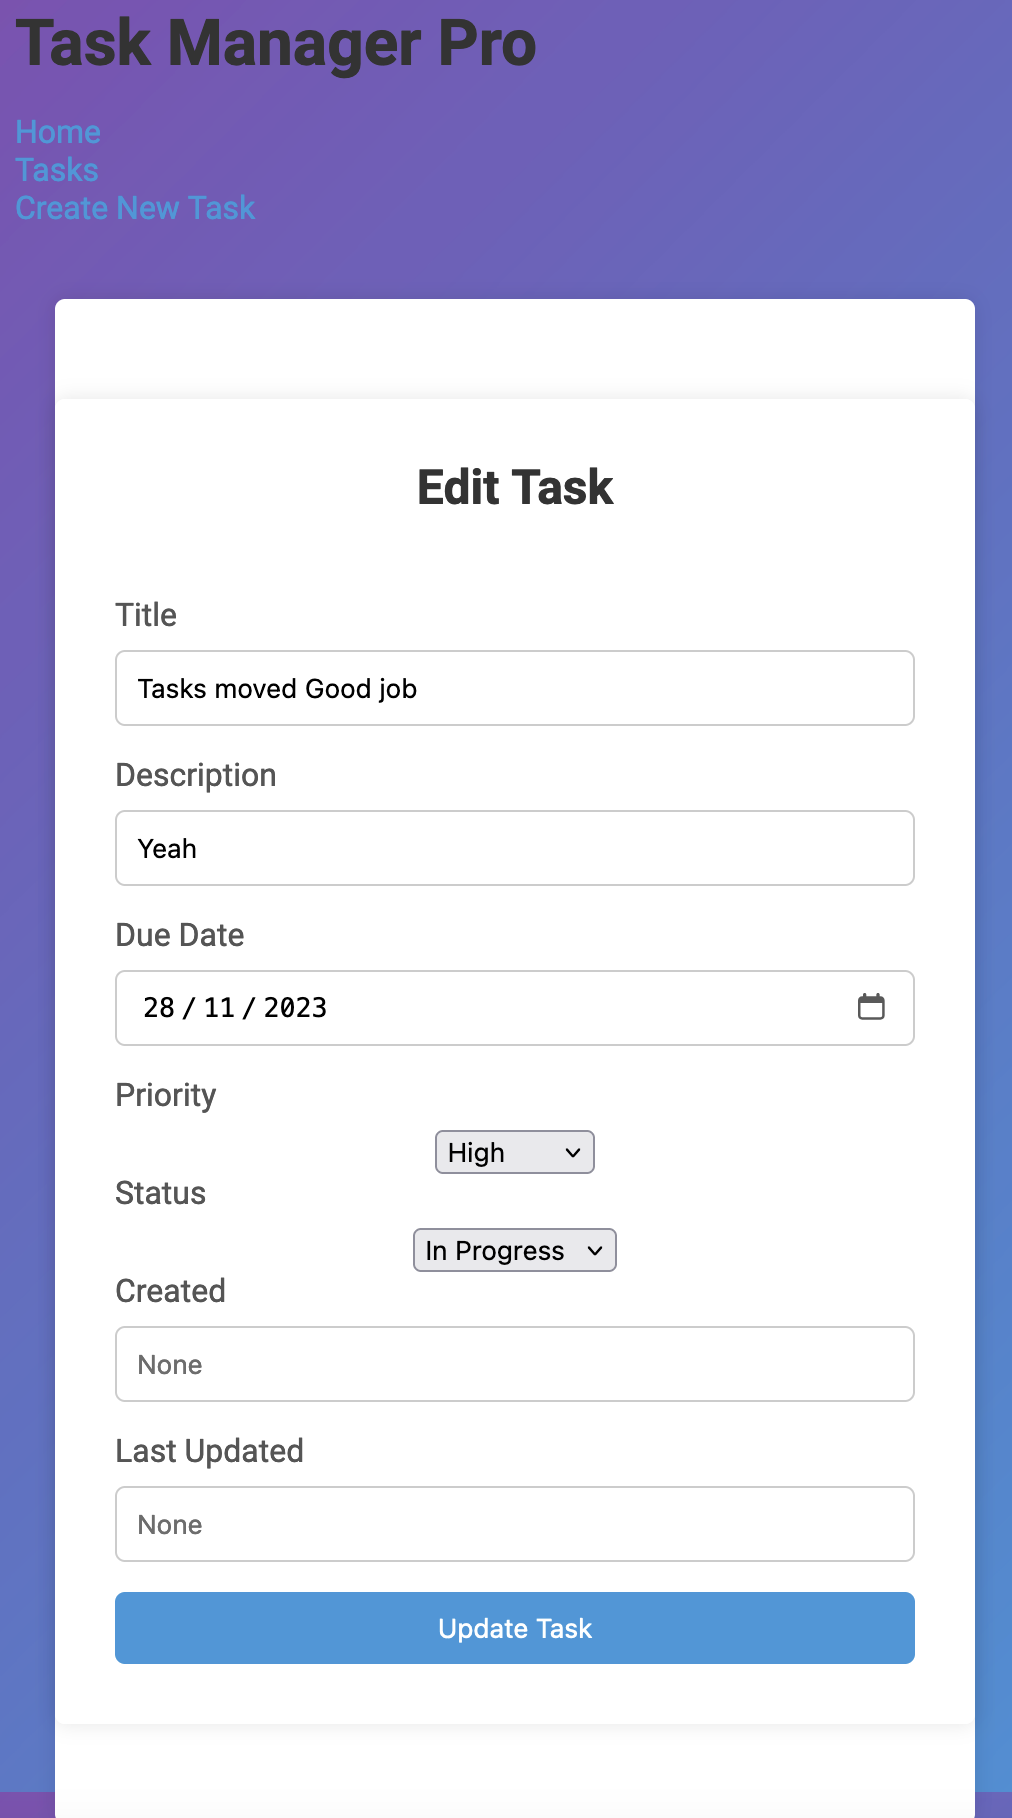 Task Manager Pro
Home
Tasks
Create New Task
Edit Task
Title
Tasks moved Good job
Description
Yeah
Due Date
28 / 11 / 2023
Priority
High
Status
In Progress
Created
None
Last Updated
None
Update Task